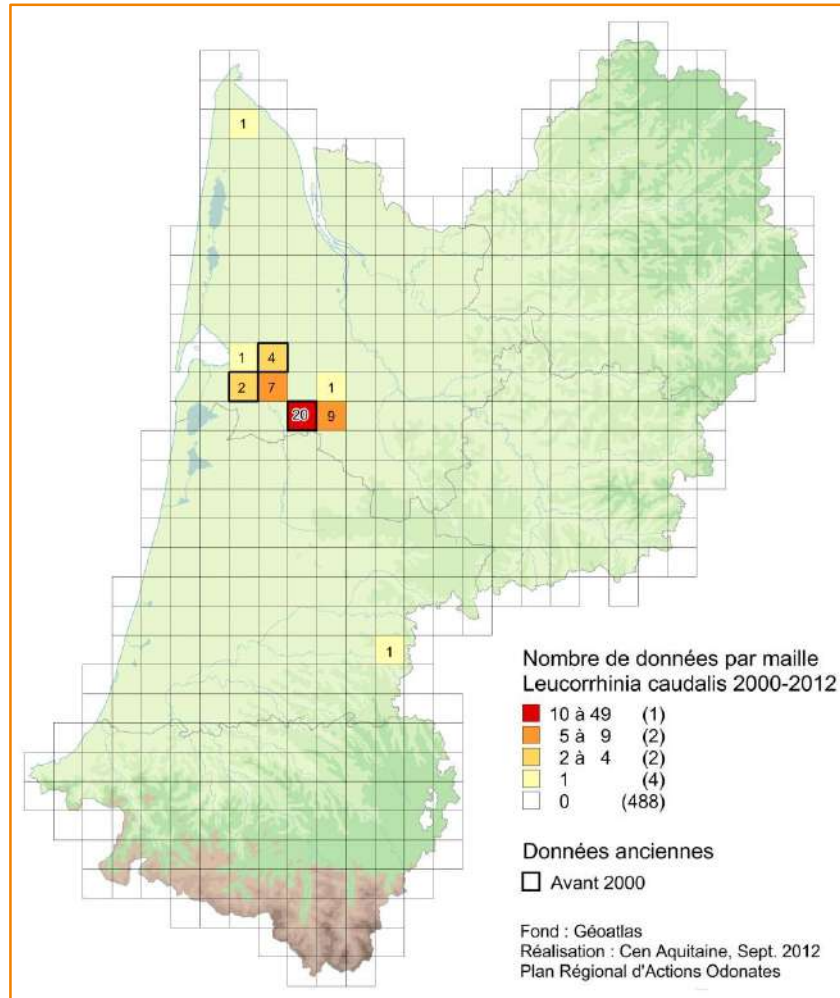 1
1 4
2 7 1
20 9
1
Nombre de données par maille
Leucorrhinia caudalis 2000-2012
10 à 49 (1)
5 à 9 (2)
2 à 4 (2)
1 (4)
0 (488)
Données anciennes
Avant 2000
Fond : Géoatlas
Réalisation : Cen Aquitaine, Sept. 2012
Plan Régional d'Actions Odonates